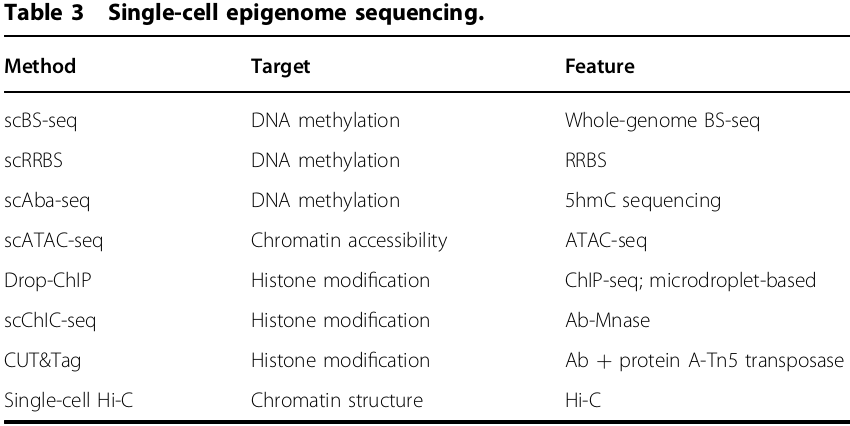 Table 3 Single-cell epigenome sequencing.
Method Target Feature
scBS-seq DNA methylation Whole-genome BS-seq
scRRBS DNA methylation RRBS
scAba-seq DNA methylation 5hmC sequencing
scATAC-seq Chromatin accessibility ATAC-seq
Drop-ChIP Histone modification ChIP-seq; microdroplet-based
scChIC-seq Histone modification Ab-Mnase
CUT&Tag Histone modification Ab + protein A-Tn5 transposase
Single-cell Hi-C Chromatin structure Hi-C